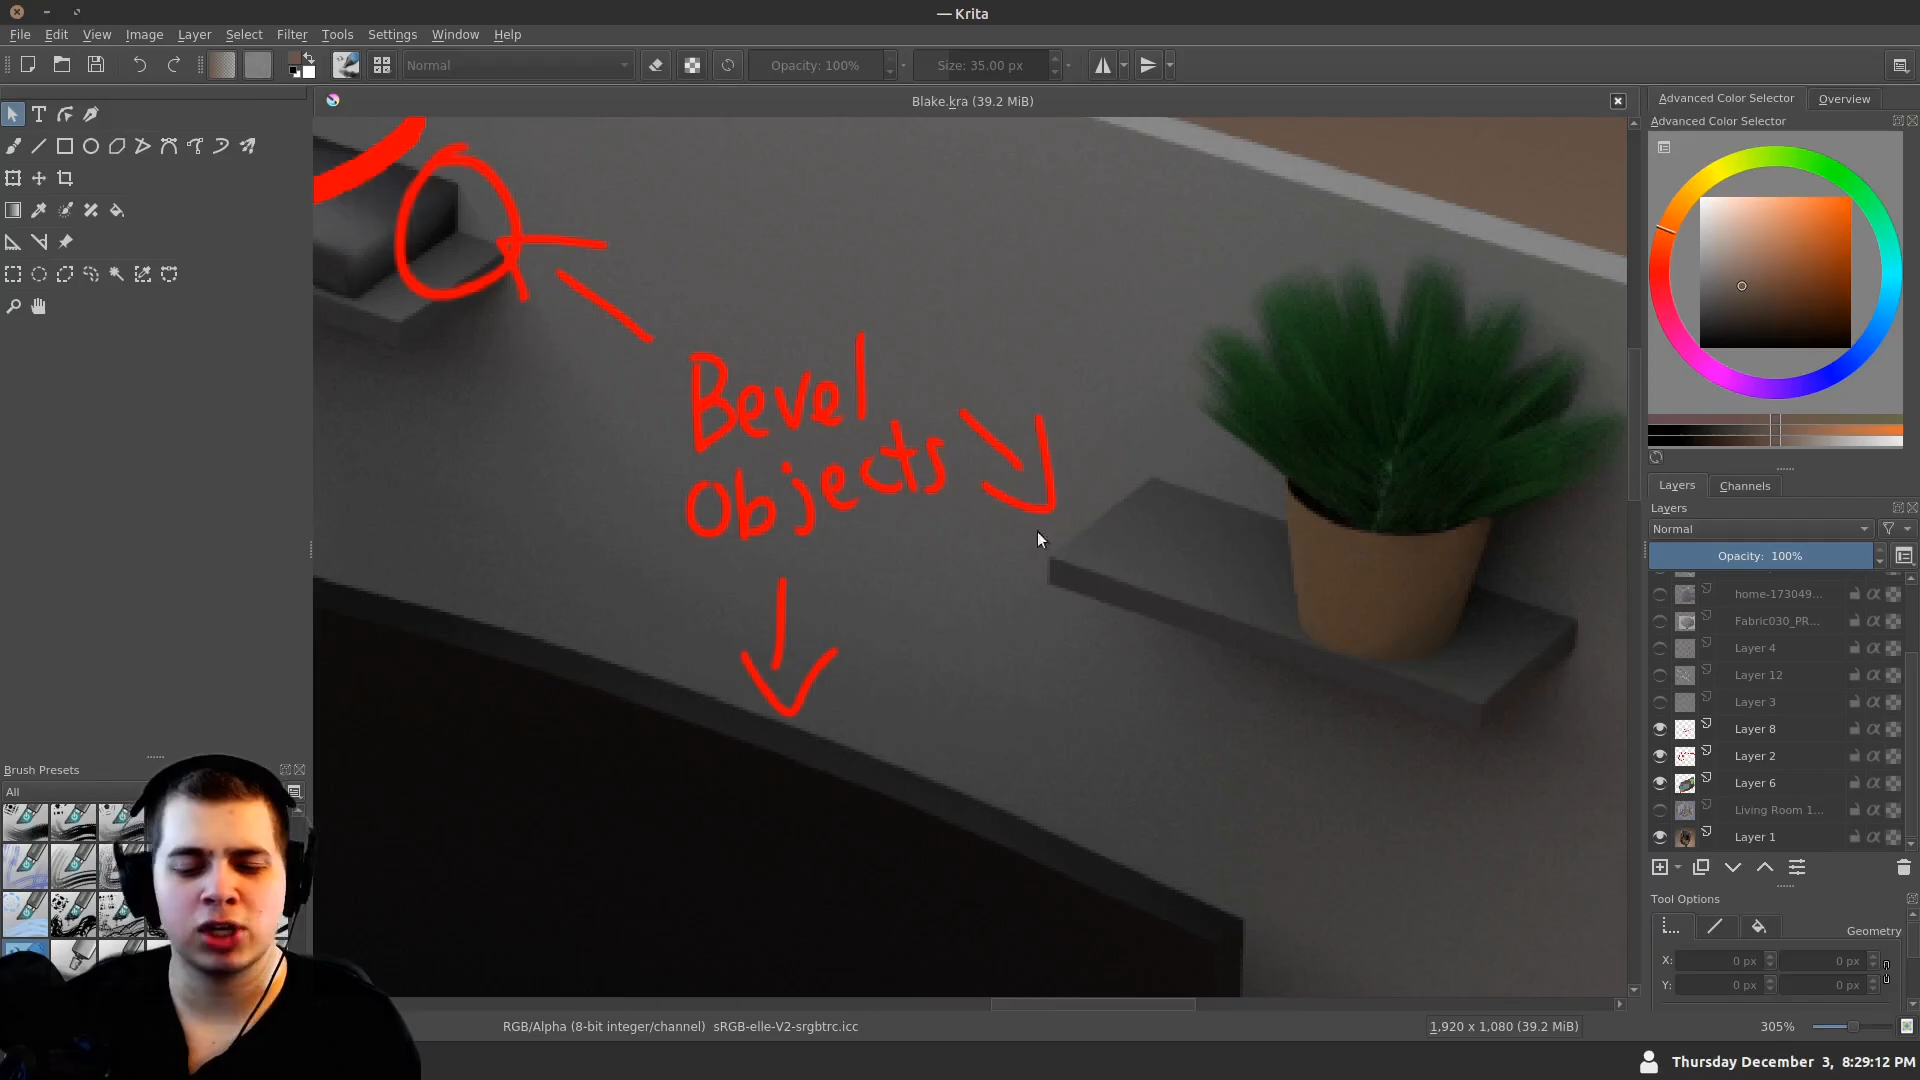 — Krita
File Edit View Image Layer Select Filter Tools Settings Window Help
Normal Opacity: 100% Size: 35.00 px
Blake.kra (39.2 MiB)
Advanced Color Selector Overview
Advanced Color Selector
Layers Channels
Layers
Normal
Opacity: 100%
home-173049...
Fabric030_PR...
Layer 4
Layer 12
Layer 3
Layer 8
Layer 2
Layer 6
Living Room 1...
Layer 1
Tool Options
Geometry
X: 0 px 0 px
Y: 0 px 0 px
Bevel
Objects
Brush Presets
All
RGB/Alpha (8-bit integer/channel) sRGB-elle-V2-srgbtrc.icc
1,920 x 1,080 (39.2 MiB)
305%
Thursday December 3, 8:29:12 PM